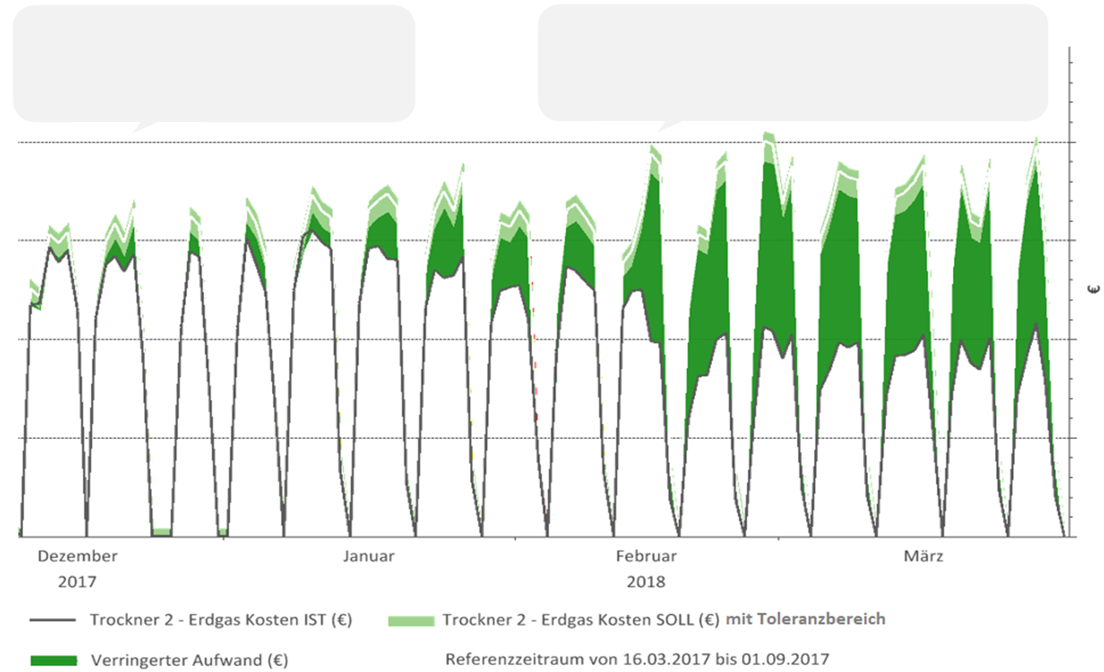 €
Dezember Januar Februar März
2017 2018
Trockner 2 - Erdgas Kosten IST (€) Trockner 2 - Erdgas Kosten SOLL (€) mit Toleranzbereich
Verringerter Aufwand (€) Referenzzeitraum von 16.03.2017 bis 01.09.2017